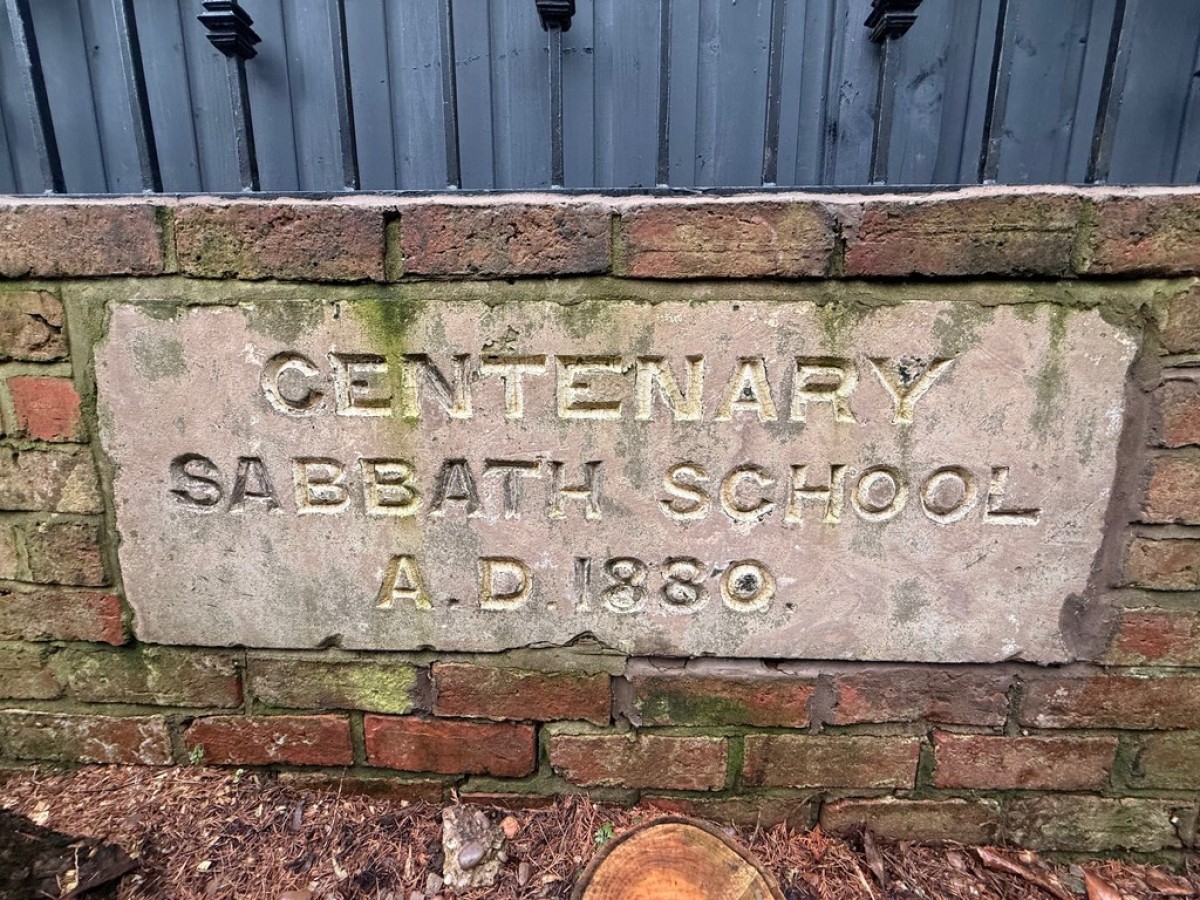 CENTENARY
SABBATH SCHOOL
A.D. 1880.